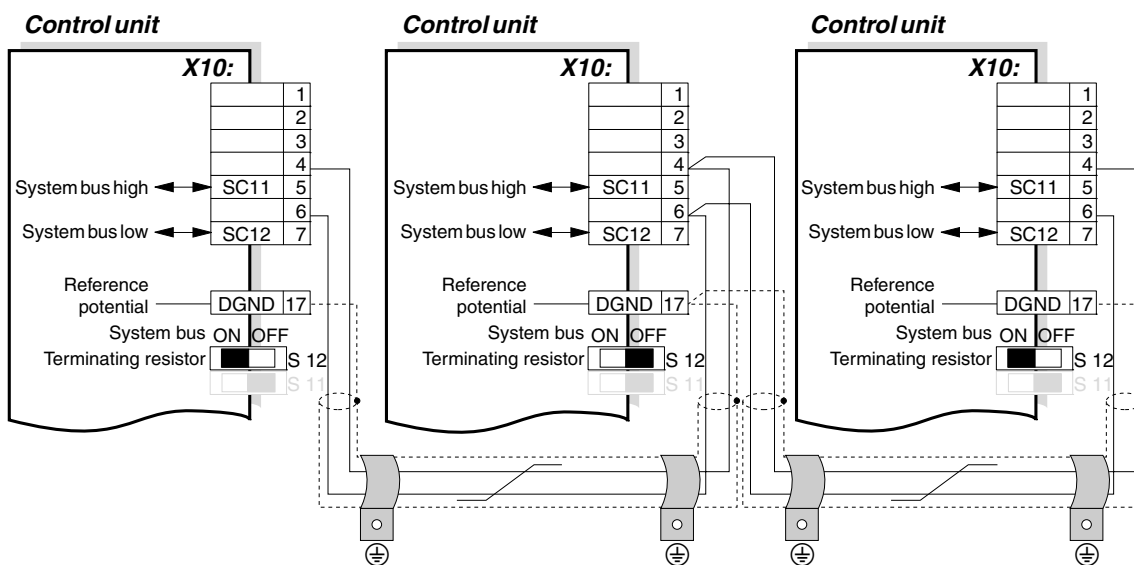 Control unit
Control unit
Control unit
X10:
X10:
X10:
1
1
1
2
2
2
3
3
3
4
4
4
System bus high SC11 5
System bus high SC11 5
System bus high SC11 5
6
6
6
System bus low SC12 7
System bus low SC12 7
System bus low SC12 7
Reference
potential DGND 17
Reference
potential DGND 17
Reference
potential DGND 17
System bus ON OFF
System bus ON OFF
System bus ON OFF
Terminating resistor S 12
Terminating resistor S 12
Terminating resistor S 12
S 11
S 11
S 11